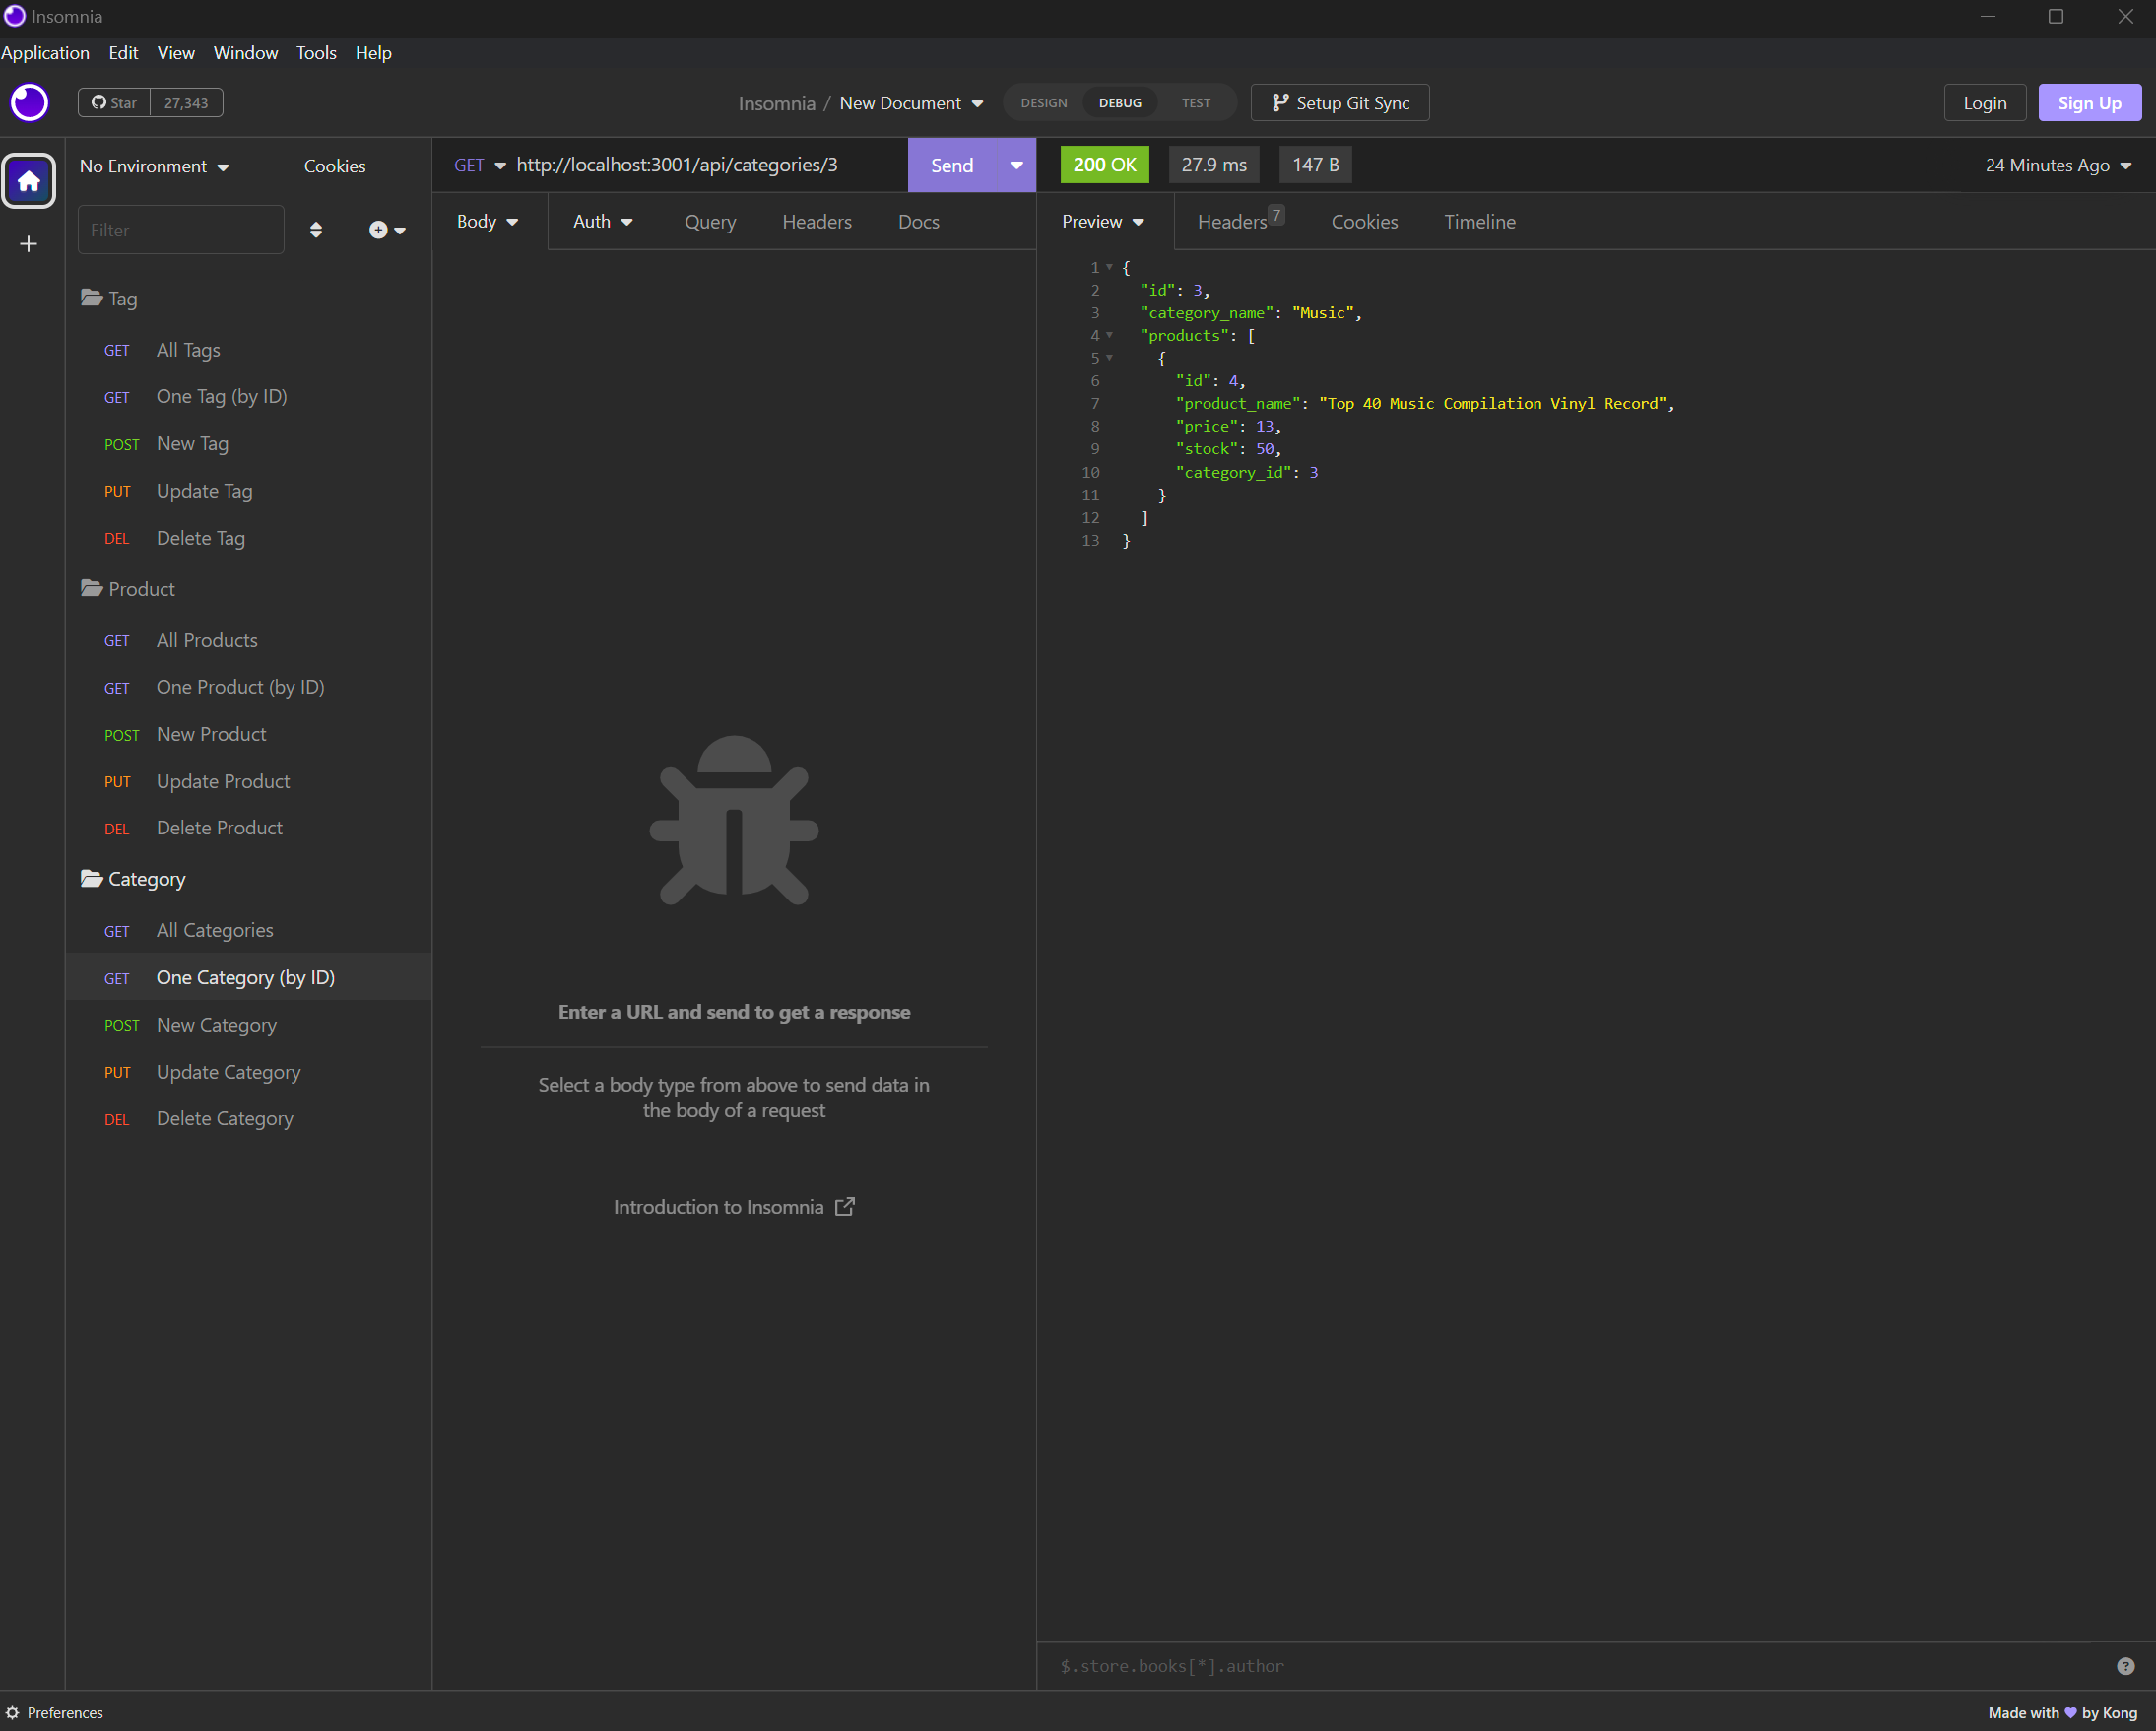 Insomnia
Application Edit View Window Tools Help
Star 27,343
Insomnia / New Document
DESIGN DEBUG TEST
Setup Git Sync
Login
Sign Up
No Environment
Cookies
Filter
Tag
GET All Tags
GET One Tag (by ID)
POST New Tag
PUT Update Tag
DEL Delete Tag
Product
GET All Products
GET One Product (by ID)
POST New Product
PUT Update Product
DEL Delete Product
Category
GET All Categories
GET One Category (by ID)
POST New Category
PUT Update Category
DEL Delete Category
GET http://localhost:3001/api/categories/3
Send
Body Auth Query Headers Docs
Enter a URL and send to get a response
Select a body type from above to send data in
the body of a request
Introduction to Insomnia
200 OK 27.9 ms 147 B
24 Minutes Ago
Preview Headers 7 Cookies Timeline
1 {
2 "id": 3,
3 "category_name": "Music",
4 "products": [
5 {
6 "id": 4,
7 "product_name": "Top 40 Music Compilation Vinyl Record",
8 "price": 13,
9 "stock": 50,
10 "category_id": 3
11 }
12 ]
13 }
$.store.books[*].author
?
Preferences
Made with 💜 by Kong